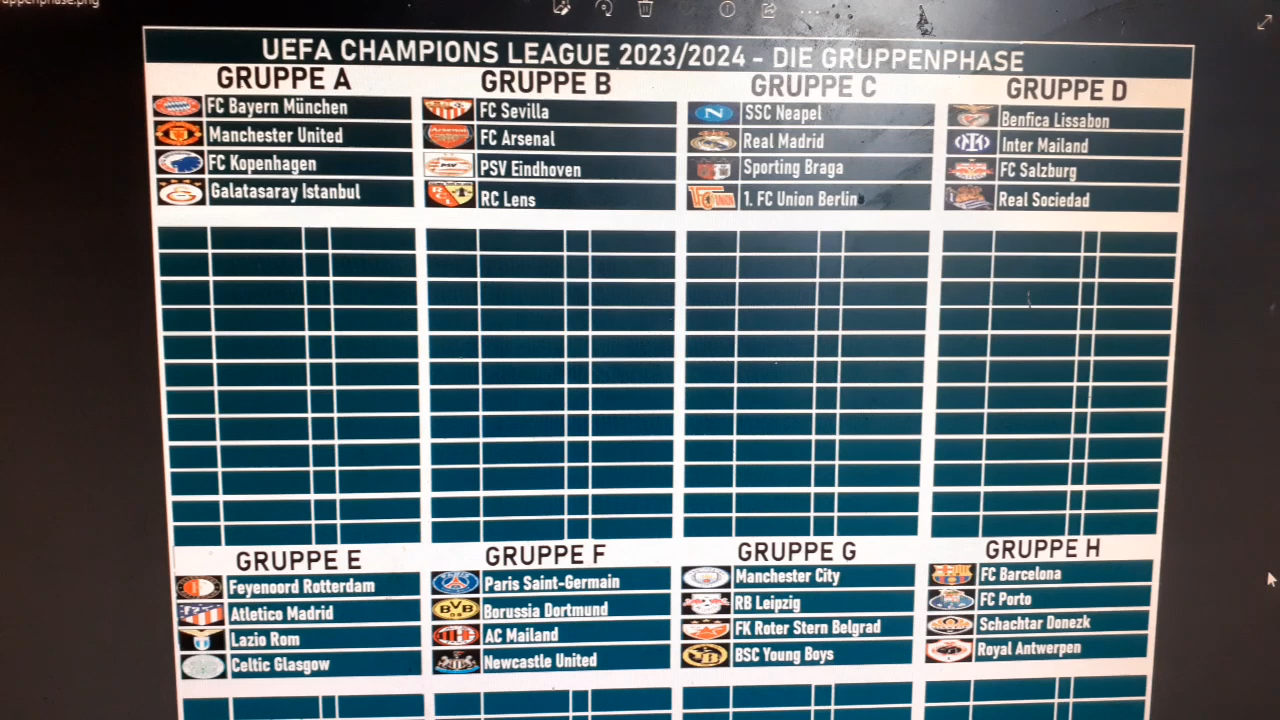 uppenphase.png
UEFA CHAMPIONS LEAGUE 2023/2024 - DIE GRUPPENPHASE
GRUPPE A
FC Bayern München
Manchester United
FC Kopenhagen
Galatasaray Istanbul
GRUPPE B
FC Sevilla
FC Arsenal
PSV Eindhoven
RC Lens
GRUPPE C
SSC Neapel
Real Madrid
Sporting Braga
1. FC Union Berlin
GRUPPE D
Benfica Lissabon
Inter Mailand
FC Salzburg
Real Sociedad
GRUPPE E
Feyenoord Rotterdam
Atletico Madrid
Lazio Rom
Celtic Glasgow
GRUPPE F
Paris Saint-Germain
Borussia Dortmund
AC Mailand
Newcastle United
GRUPPE G
Manchester City
RB Leipzig
FK Roter Stern Belgrad
BSC Young Boys
GRUPPE H
FC Barcelona
FC Porto
Schachtar Donezk
Royal Antwerpen